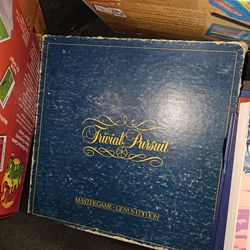 Trivial Pursuit
MASTER GAME - GENUS EDITION